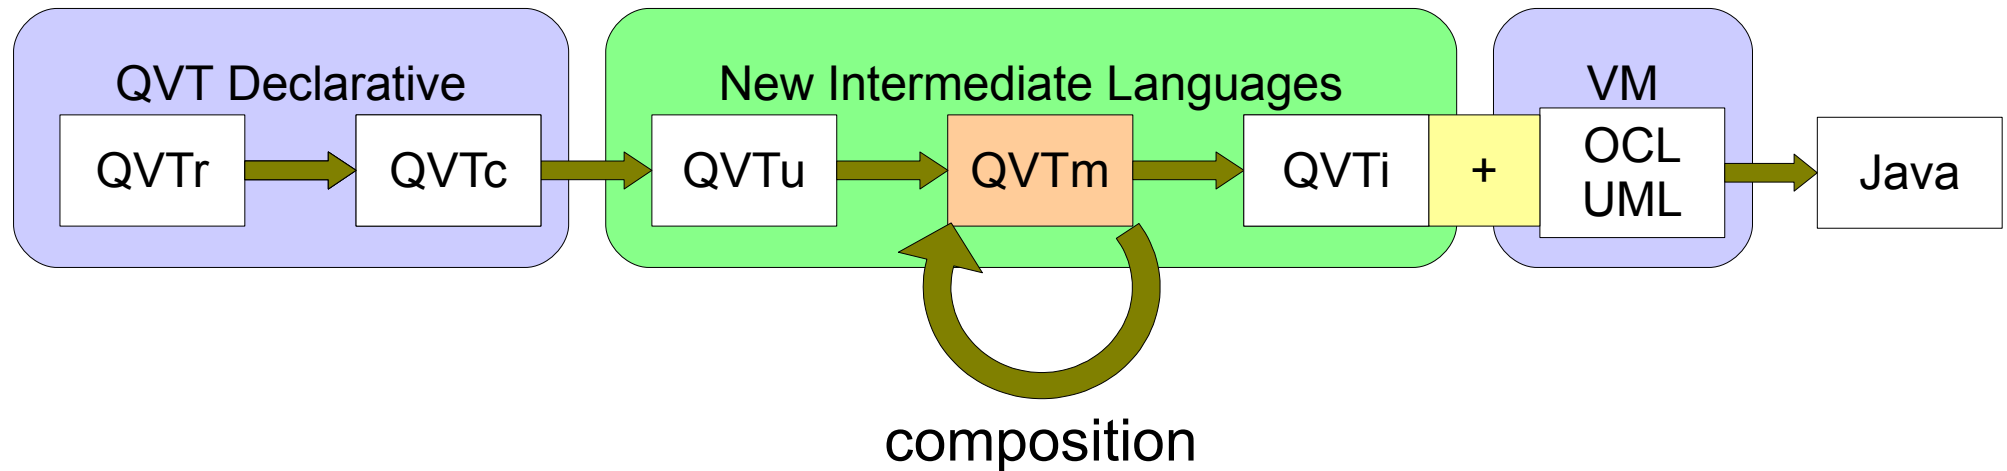 QVT Declarative
New Intermediate Languages
VM
QVTr
QVTc
QVTu
QVTm
QVTi
+
OCL
UML
Java
composition